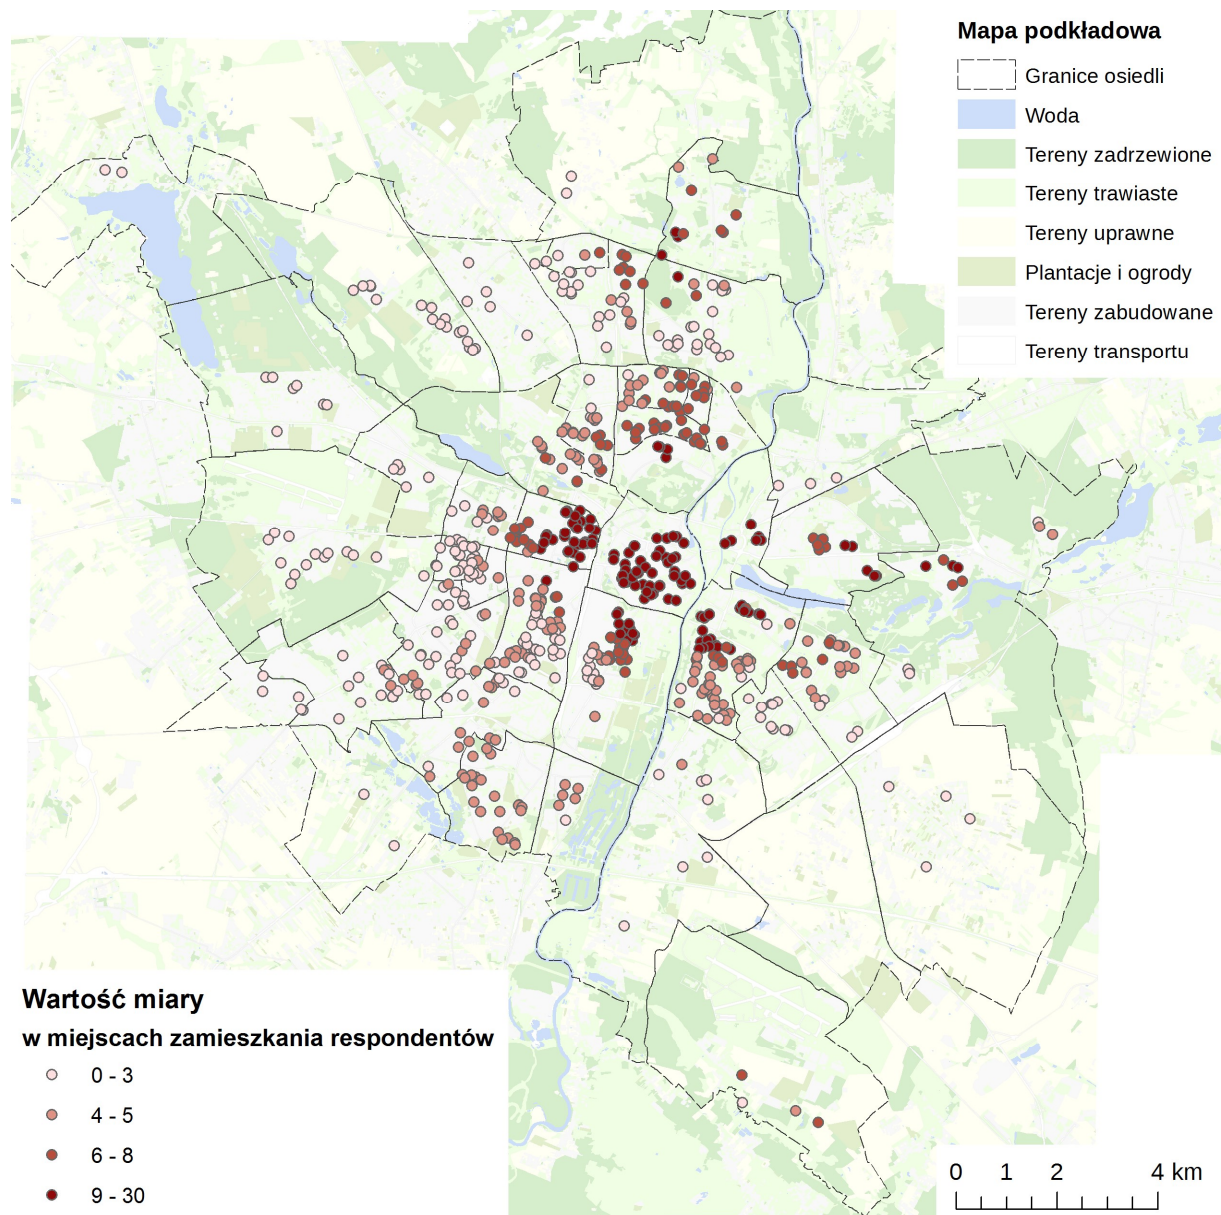 Mapa podkładowa
Granice osiedli
Woda
Tereny zadrzewione
Tereny trawiaste
Tereny uprawne
Plantacje i ogrody
Tereny zabudowane
Tereny transportu
Wartość miary
w miejscach zamieszkania respondentów
0 - 3
4 - 5
6 - 8
9 - 30
0 1 2 4 km